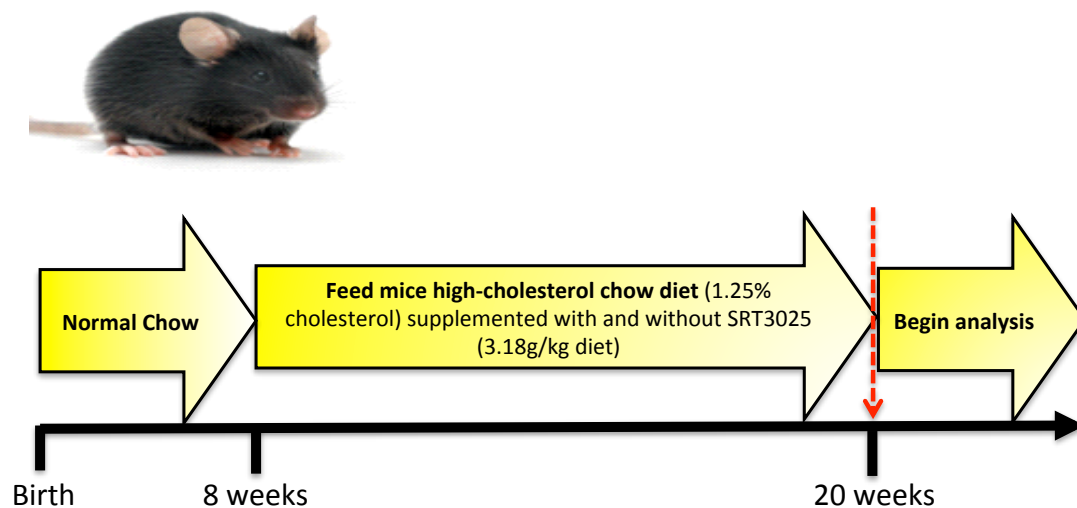 Normal Chow
Feed mice high-cholesterol chow diet (1.25%
cholesterol) supplemented with and without SRT3025
(3.18g/kg diet)
Begin analysis
Birth
8 weeks
20 weeks